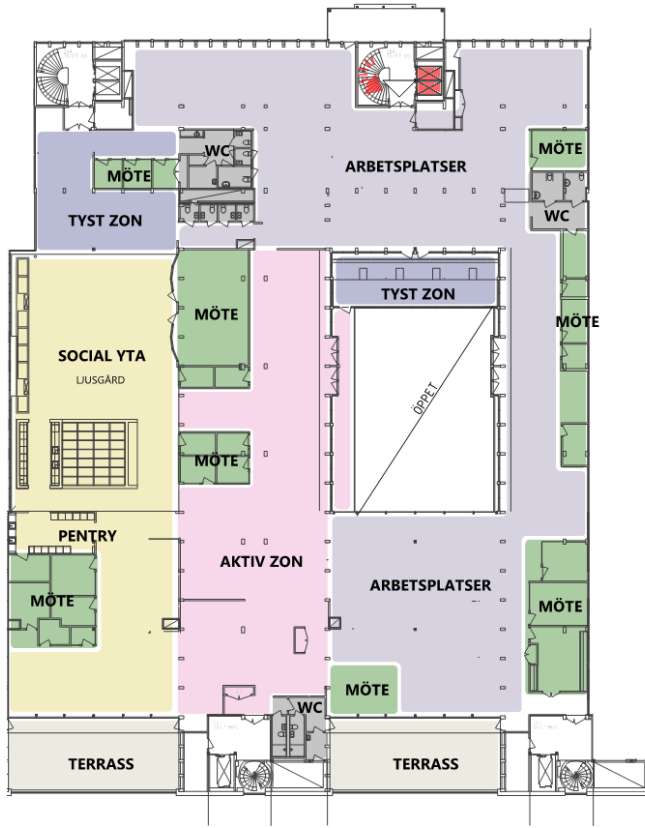 WC
MÖTE
ARBETSPLATSER
MÖTE
TYST ZON
WC
TYST ZON
MÖTE
MÖTE
SOCIAL YTA
LJUSGÅRD
ÖPPET
MÖTE
PENTRY
AKTIV ZON
ARBETSPLATSER
MÖTE
MÖTE
MÖTE
WC
TERRASS
TERRASS